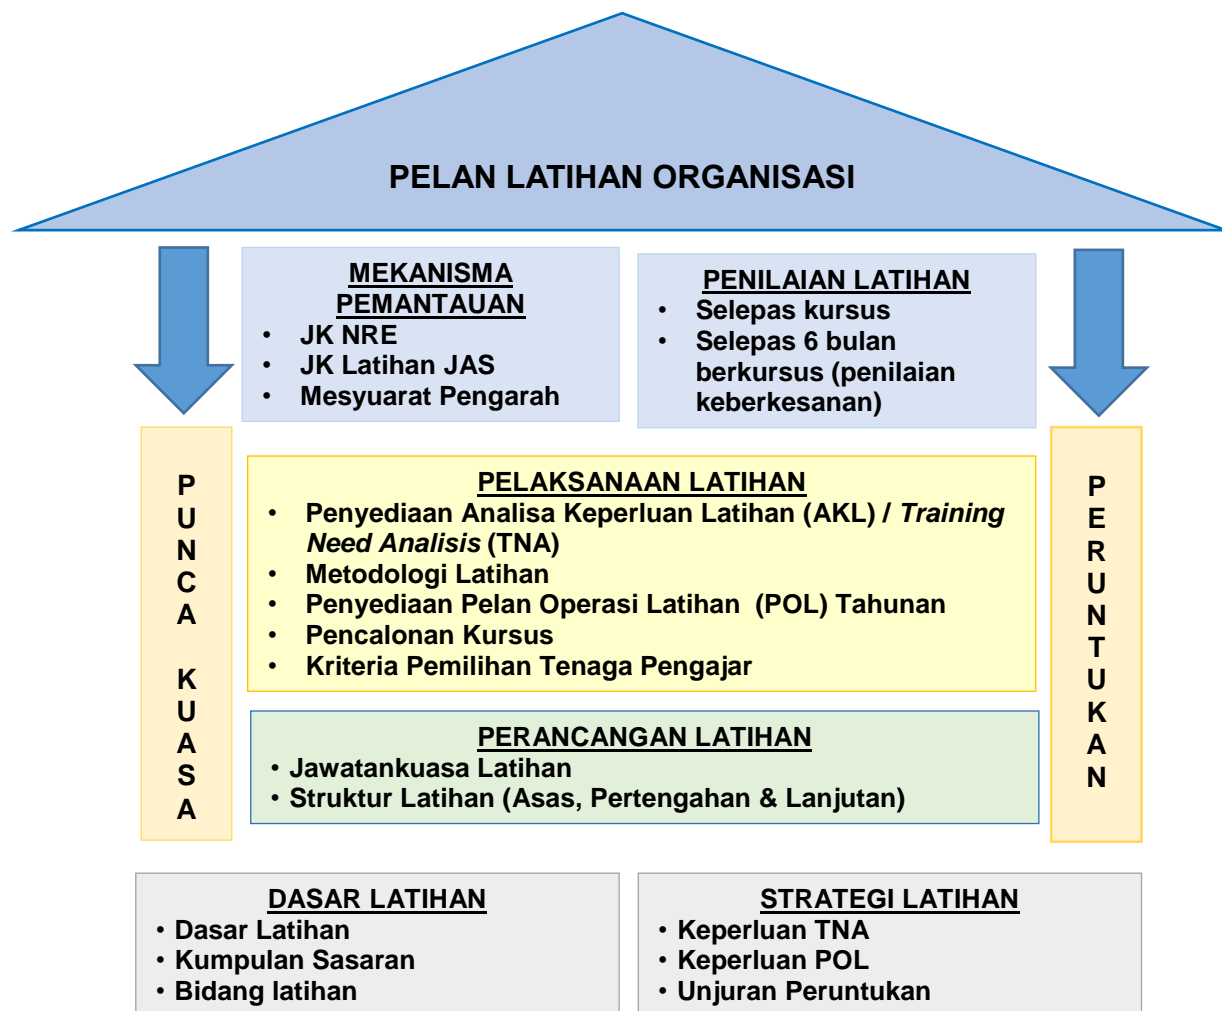 PELAN LATIHAN ORGANISASI
MEKANISMA
PEMANTAUAN
• JK NRE
• JK Latihan JAS
• Mesyuarat Pengarah
PENILAIAN LATIHAN
• Selepas kursus
• Selepas 6 bulan
berkursus (penilaian
keberkesanan)
PUNCA KUASA
PELAKSANAAN LATIHAN
• Penyediaan Analisa Keperluan Latihan (AKL) / Training
Need Analisis (TNA)
• Metodologi Latihan
• Penyediaan Pelan Operasi Latihan (POL) Tahunan
• Pencalonan Kursus
• Kriteria Pemilihan Tenaga Pengajar
PERUNTUKAN
PERANCANGAN LATIHAN
• Jawatankuasa Latihan
• Struktur Latihan (Asas, Pertengahan & Lanjutan)
DASAR LATIHAN
• Dasar Latihan
• Kumpulan Sasaran
• Bidang latihan
STRATEGI LATIHAN
• Keperluan TNA
• Keperluan POL
• Unjuran Peruntukan